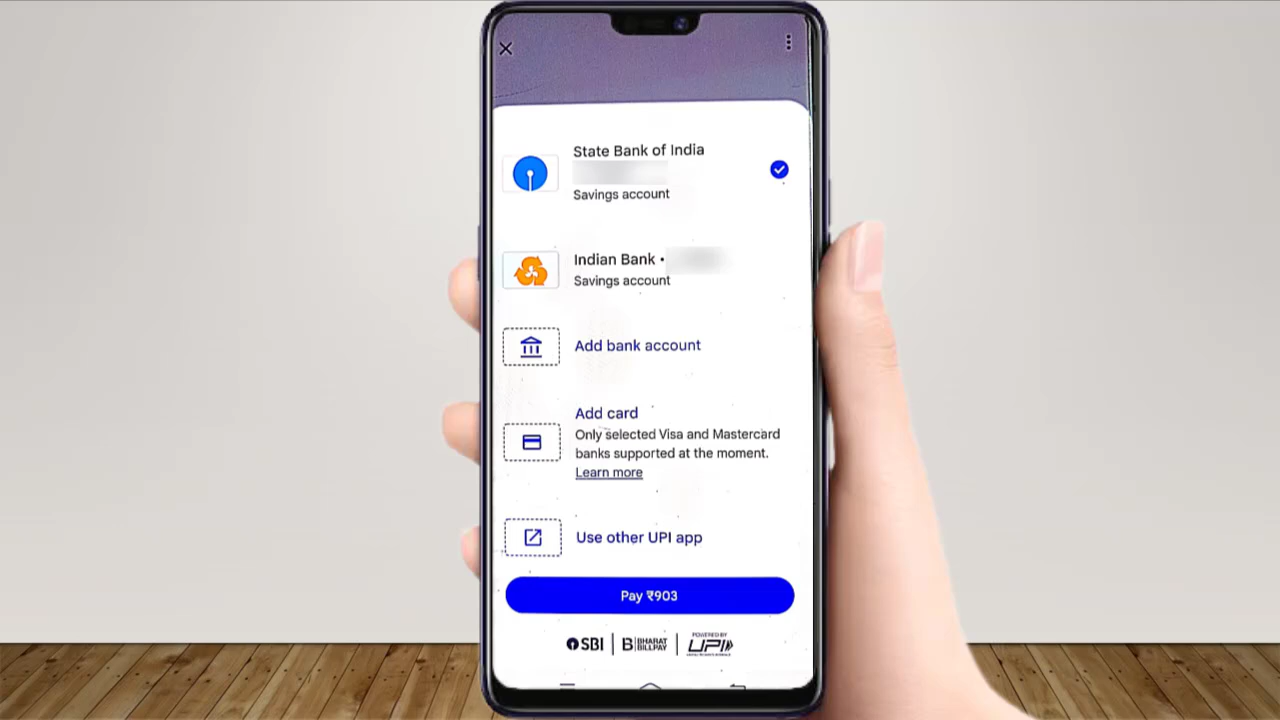 State Bank of India
Savings account
Indian Bank •
Savings account
Add bank account
Add card
Only selected Visa and Mastercard
banks supported at the moment.
Learn more
Use other UPI app
Pay ₹903
SBI B BHARAT BILLPAY POWERED BY UPI